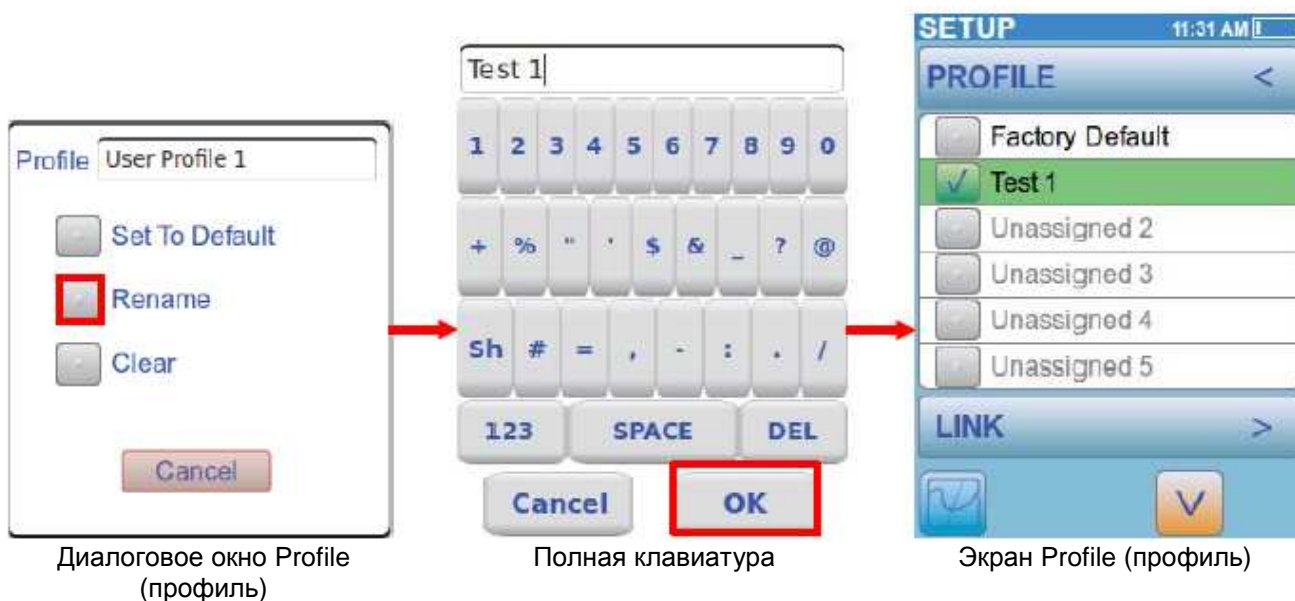 Profile User Profile 1
Set To Default
Rename
Clear
Cancel
Диалоговое окно Profile
(профиль)
Test 1
1 2 3 4 5 6 7 8 9 0
+ % " ' $ & _ ? @
Sh # = , - : . /
123 SPACE DEL
Cancel OK
Полная клавиатура
SETUP 11:31 AM
PROFILE <
Factory Default
Test 1
Unassigned 2
Unassigned 3
Unassigned 4
Unassigned 5
LINK >
Экран Profile (профиль)